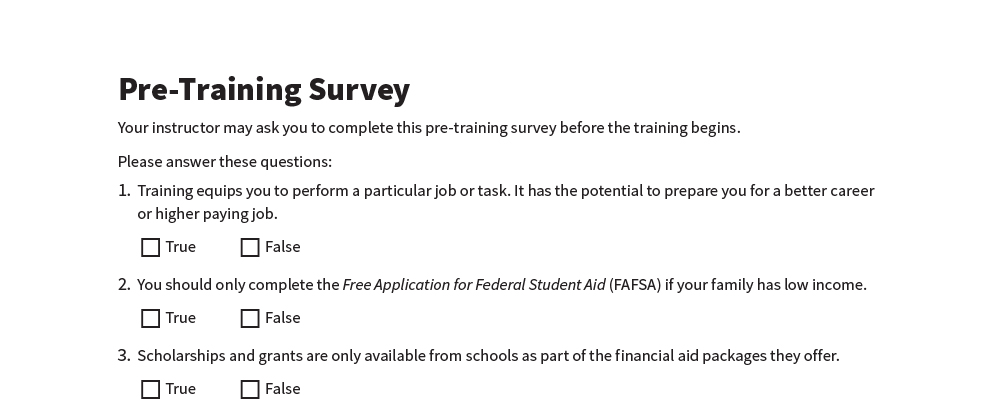 Pre-Training Survey
Your instructor may ask you to complete this pre-training survey before the training begins.
Please answer these questions:
1. Training equips you to perform a particular job or task. It has the potential to prepare you for a better career
or higher paying job.
True False
2. You should only complete the Free Application for Federal Student Aid (FAFSA) if your family has low income.
True False
3. Scholarships and grants are only available from schools as part of the financial aid packages they offer.
True False